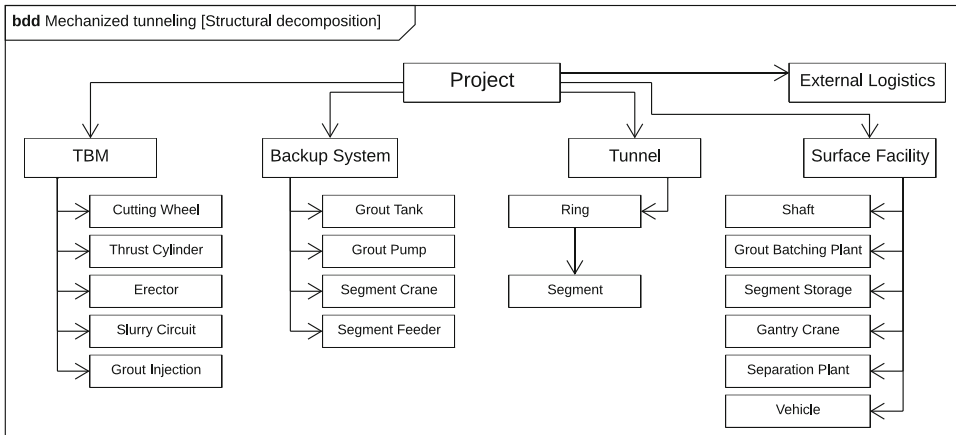 bdd Mechanized tunneling [Structural decomposition]
Project
External Logistics
TBM
Cutting Wheel
Thrust Cylinder
Erector
Slurry Circuit
Grout Injection
Backup System
Grout Tank
Grout Pump
Segment Crane
Segment Feeder
Tunnel
Ring
Segment
Surface Facility
Shaft
Grout Batching Plant
Segment Storage
Gantry Crane
Separation Plant
Vehicle